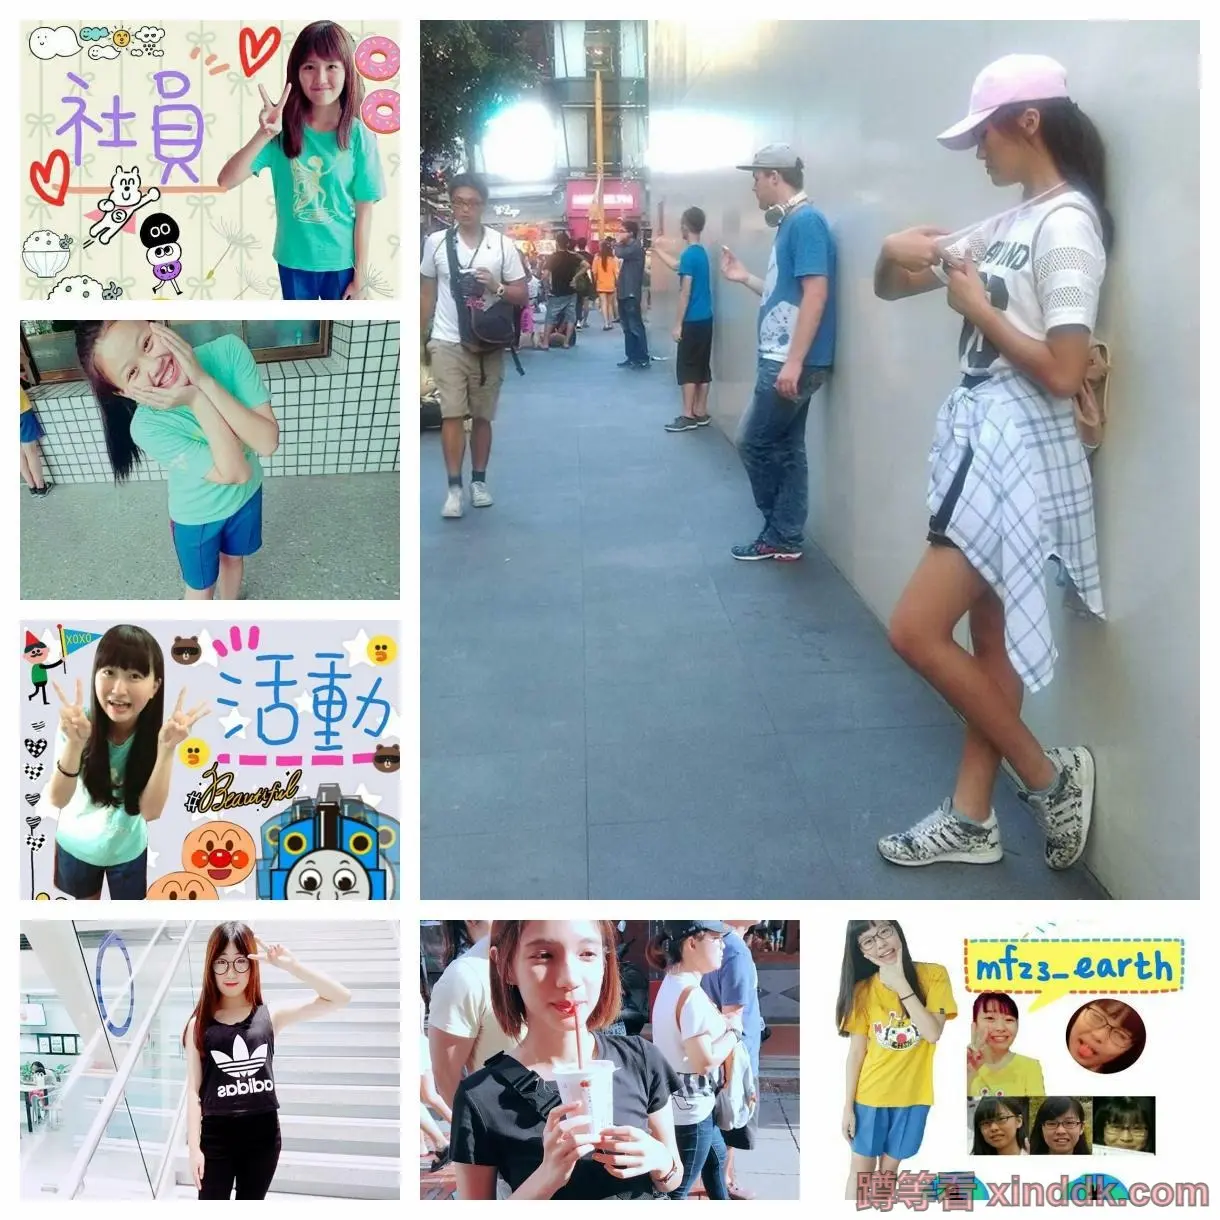 社員
S
XOXO
活動
#Beautiful
adidas
mfz3_earth
蹲等看 xinddk.com